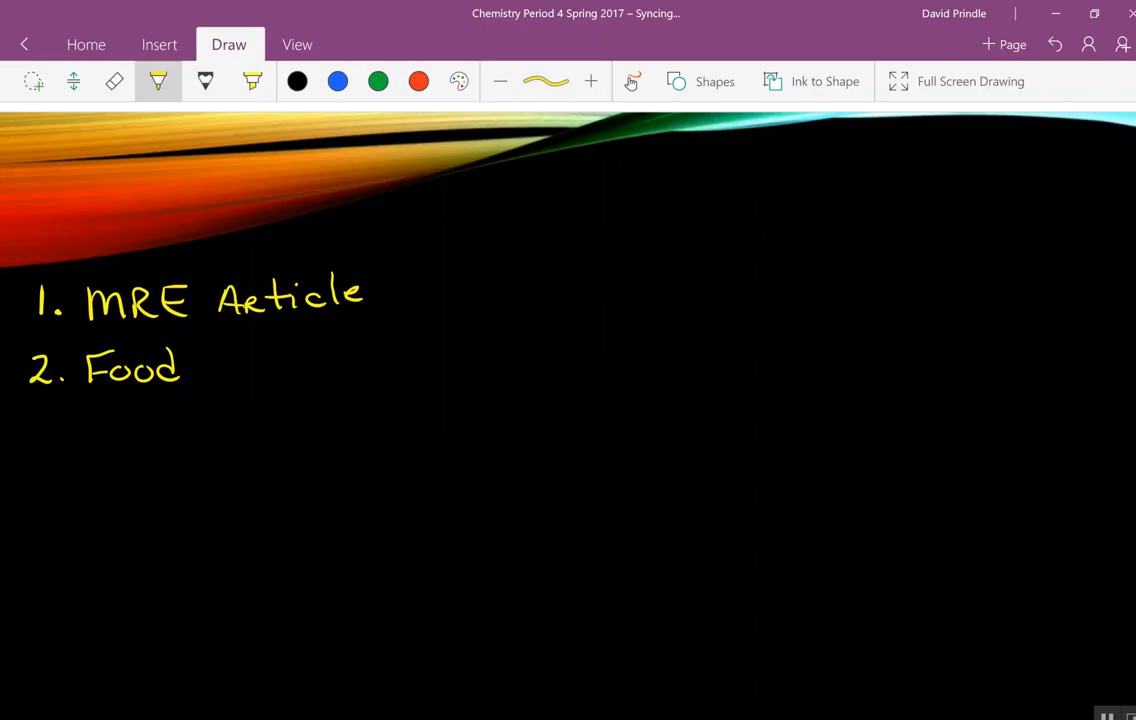 Chemistry Period 4 Spring 2017 – Syncing...
David Prindle
Home Insert Draw View
Page
Shapes Ink to Shape Full Screen Drawing
1. MRE Article
2. Food